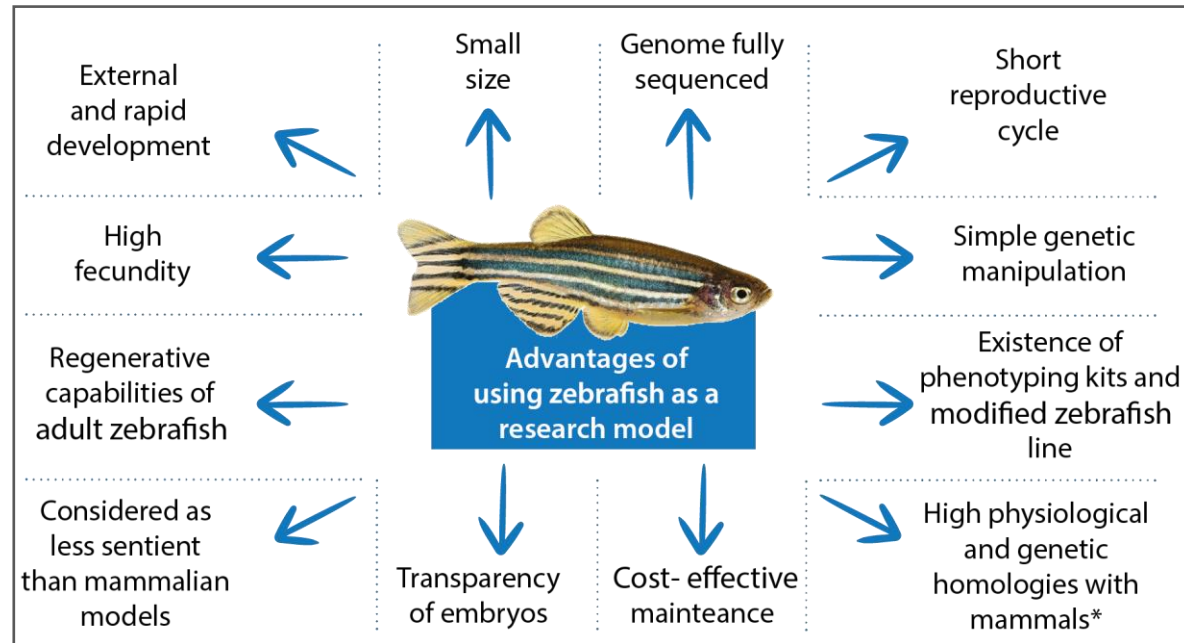 External
and rapid
development
Small
size
Genome fully
sequenced
Short
reproductive
cycle
High
fecundity
Simple genetic
manipulation
Regenerative
capabilities of
adult zebrafish
Advantages of
using zebrafish as a
research model
Existence of
phenotyping kits and
modified zebrafish
line
Considered as
less sentient
than mammalian
models
Transparency
of embryos
Cost- effective
mainteance
High physiological
and genetic
homologies with
mammals*